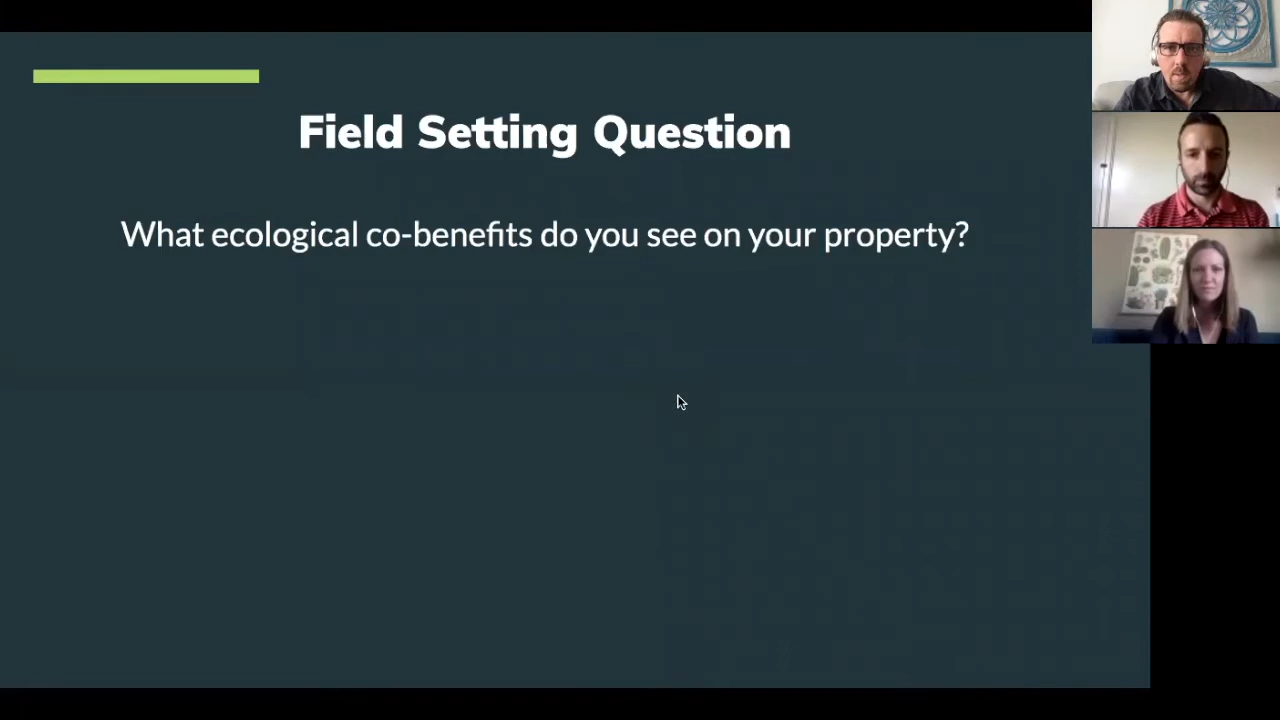 Field Setting Question
What ecological co-benefits do you see on your property?